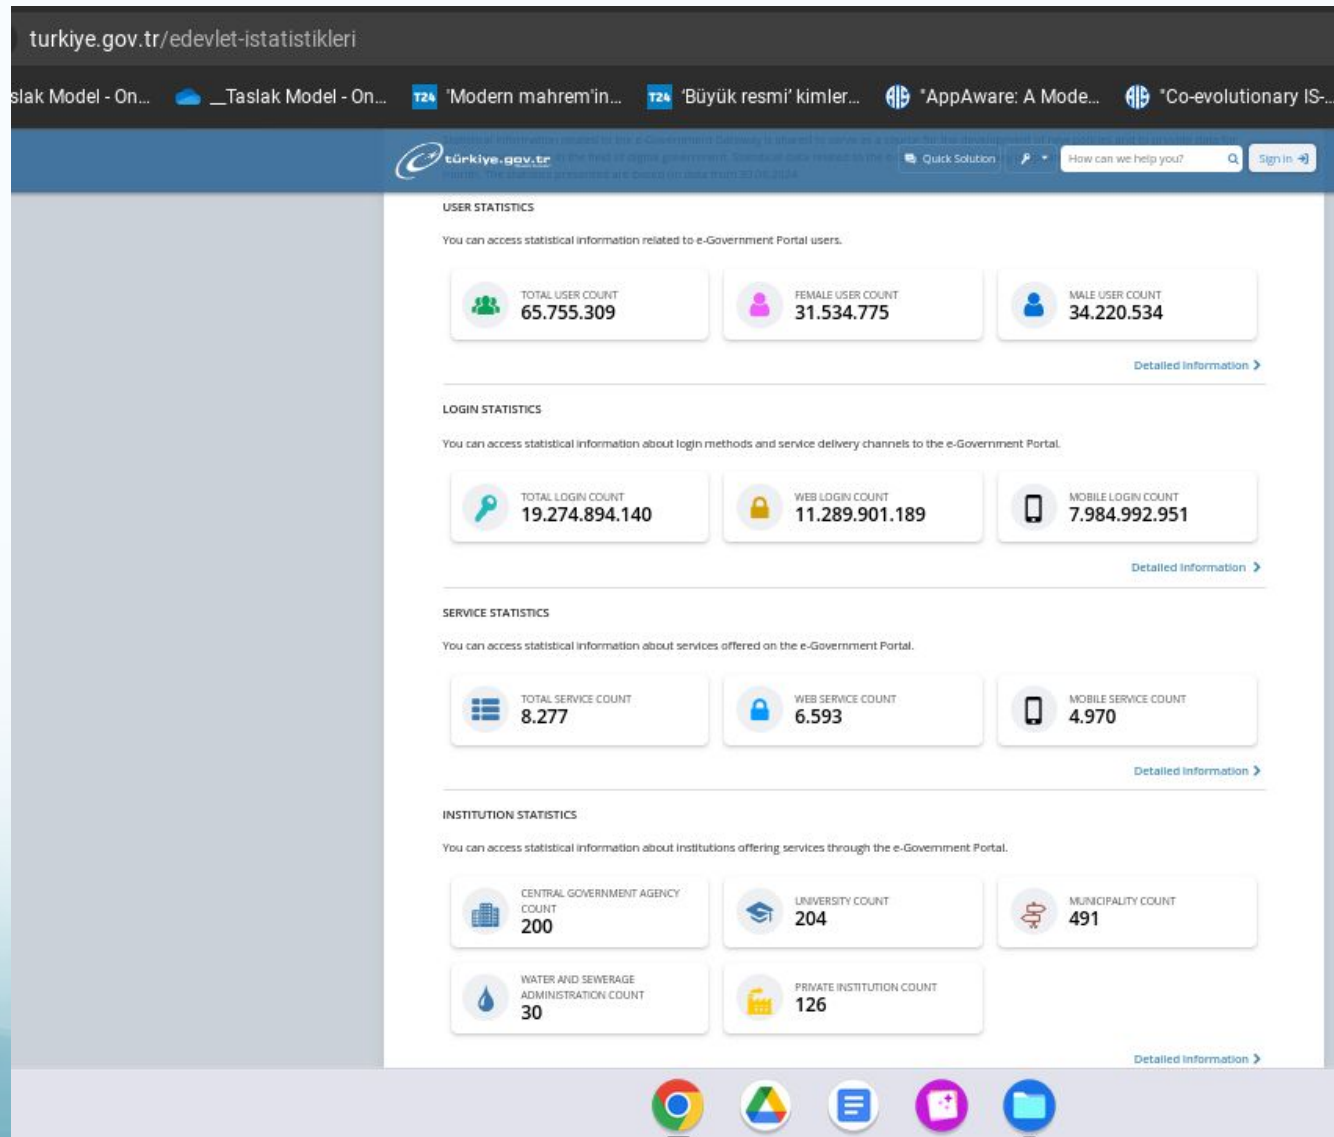 turkiye.gov.tr/edevlet-istatistikleri
slak Model - On... __Taslak Model - On... T24 'Modern mahrem'in... T24 'Büyük resmi' kimler... AIS "AppAware: A Mode... AIS "Co-evolutionary IS-...
türkiye.gov.tr Quick Solution How can we help you? Sign in
USER STATISTICS
You can access statistical information related to e-Government Portal users.
TOTAL USER COUNT
65.755.309
FEMALE USER COUNT
31.534.775
MALE USER COUNT
34.220.534
Detailed Information
LOGIN STATISTICS
You can access statistical information about login methods and service delivery channels to the e-Government Portal.
TOTAL LOGIN COUNT
19.274.894.140
WEB LOGIN COUNT
11.289.901.189
MOBILE LOGIN COUNT
7.984.992.951
Detailed Information
SERVICE STATISTICS
You can access statistical information about services offered on the e-Government Portal.
TOTAL SERVICE COUNT
8.277
WEB SERVICE COUNT
6.593
MOBILE SERVICE COUNT
4.970
Detailed Information
INSTITUTION STATISTICS
You can access statistical information about institutions offering services through the e-Government Portal.
CENTRAL GOVERNMENT AGENCY
COUNT
200
UNIVERSITY COUNT
204
MUNICIPALITY COUNT
491
WATER AND SEWERAGE
ADMINISTRATION COUNT
30
PRIVATE INSTITUTION COUNT
126
Detailed Information